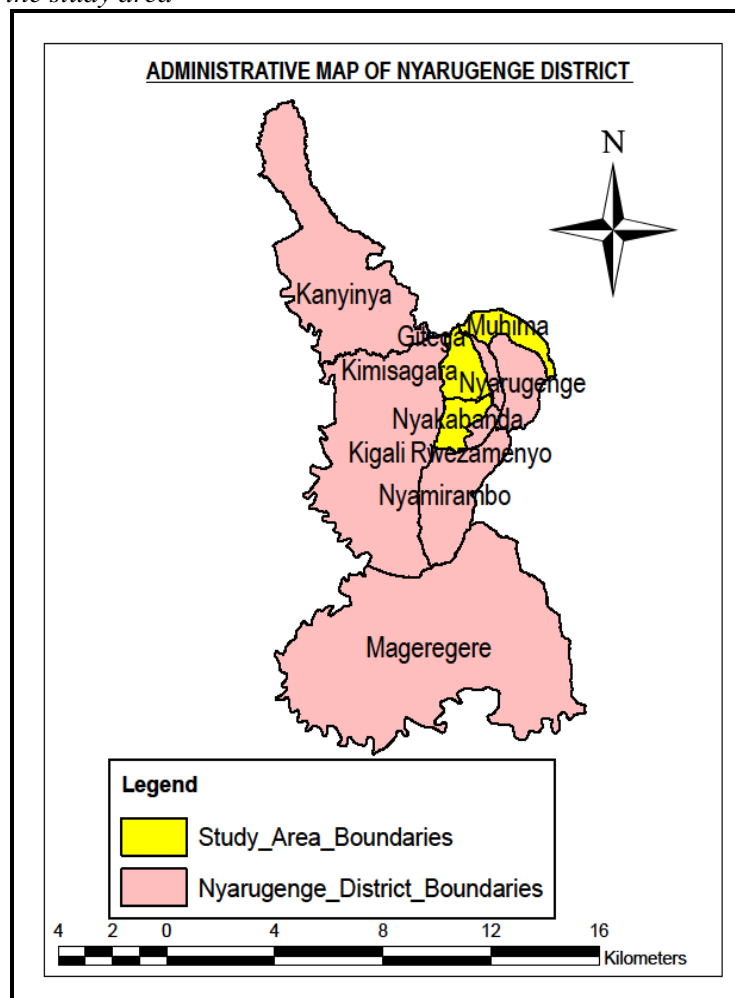 the study area
ADMINISTRATIVE MAP OF NYARUGENGE DISTRICT
N
Kanyinya
Muhima
Gitega
Kimisagara
Nyarugenge
Nyakabanda
Kigali Rwezamenyo
Nyamirambo
Mageregere
Legend
Study_Area_Boundaries
Nyarugenge_District_Boundaries
4 2 0 4 8 12 16
Kilometers